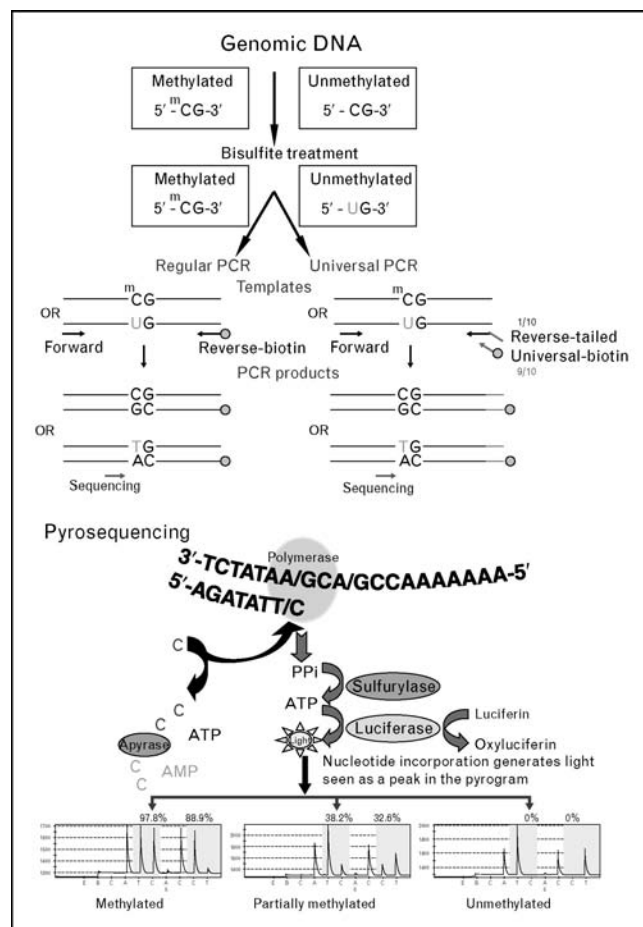 Genomic DNA
Methylated
m
5′ -CG-3′
Unmethylated
5′ - CG-3′
Bisulfite treatment
Methylated
m
5′ -CG-3′
Unmethylated
5′ - UG-3′
Regular PCR
Universal PCR
Templates
m
CG
OR
UG
Forward
Reverse-biotin
m
CG
OR
UG
Forward
1/10
Reverse-tailed
Universal-biotin
9/10
PCR products
CG
GC
OR
TG
AC
Sequencing
CG
GC
OR
TG
AC
Sequencing
Pyrosequencing
Polymerase
3′-TCTATAA/GCA/GCCAAAAAAA-5′
5′-AGATATT/C
C
PPi
Sulfurylase
ATP
C
C
ATP
Light
Luciferase
Luciferin
Oxyluciferin
Apyrase
C
C
AMP
Nucleotide incorporation generates light
seen as a peak in the pyrogram
97.8% 88.9%
38.2% 32.6%
0% 0%
E B C A T C A C C T
E B C A T C A C C T
E B C A T C A C C T
Methylated
Partially methylated
Unmethylated